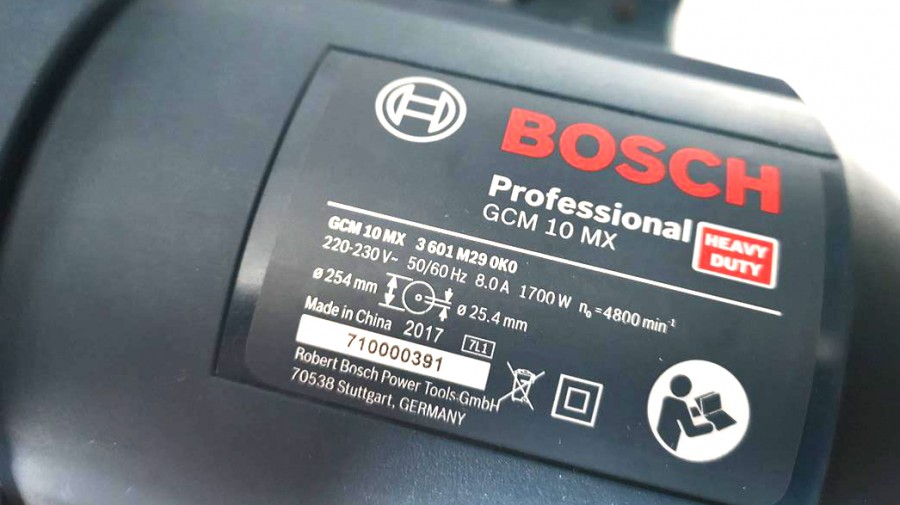 BOSCH
Professional
GCM 10 MX
HEAVY
DUTY
GCM 10 MX 3 601 M29 0K0
220-230 V~ 50/60 Hz 8.0 A 1700 W n₀=4800 min⁻¹
ø 254 mm ø 25.4 mm
Made in China 2017 7L1
710000391
Robert Bosch Power Tools GmbH
70538 Stuttgart, GERMANY